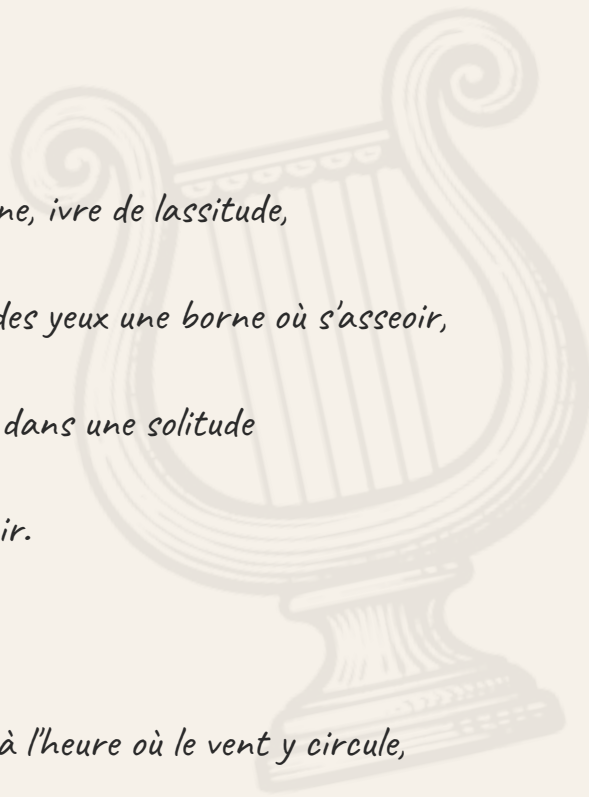 ne, ivre de lassitude,
des yeux une borne où s'asseoir,
dans une solitude
ir.
à l'heure où le vent y circule,